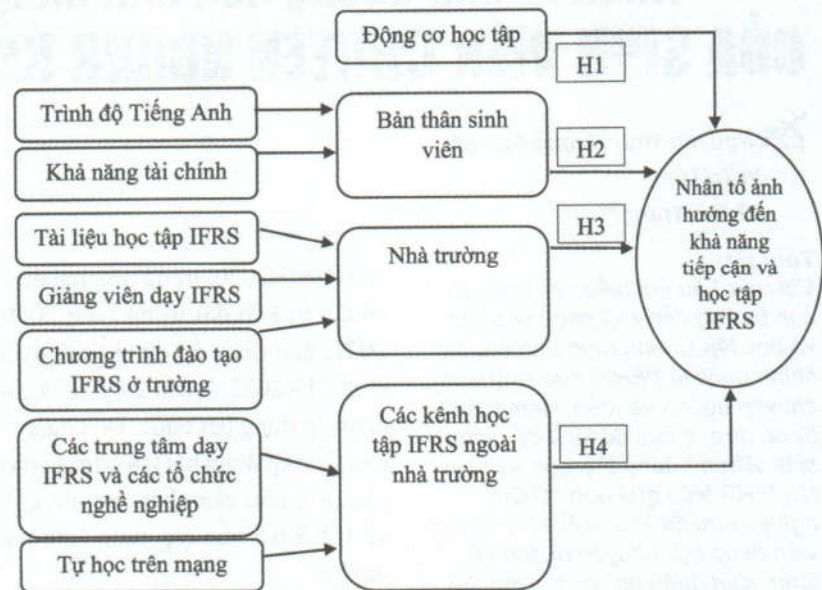 Động cơ học tập
H1
Trình độ Tiếng Anh
Khả năng tài chính
Bản thân sinh
viên
H2
Tài liệu học tập IFRS
Giảng viên dạy IFRS
Chương trình đào tạo
IFRS ở trường
Nhà trường
H3
Các trung tâm dạy
IFRS và các tổ chức
nghề nghiệp
Tự học trên mạng
Các kênh học
tập IFRS ngoài
nhà trường
H4
Nhân tố ảnh
hưởng đến
khả năng
tiếp cận và
học tập
IFRS